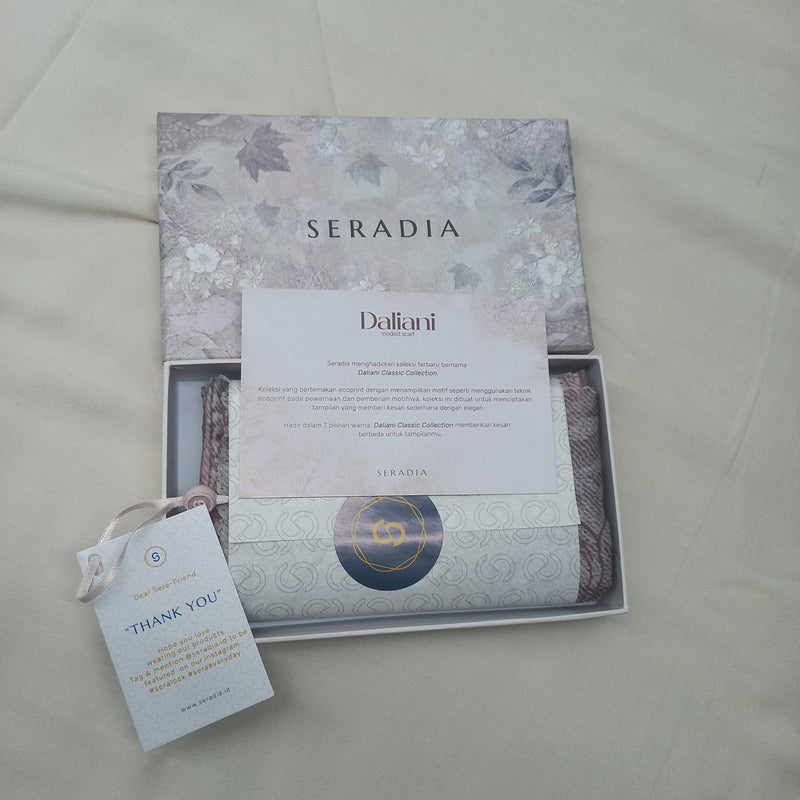 SERADIA
Daliani
modest scarf
Seradia menghadirkan koleksi terbaru bernama
Daliani Classic Collection.
Koleksi yang bertemakan ecoprint dengan menampilkan motif seperti menggunakan teknik
ecoprint pada pewarnaan dan pemberian motifnya, koleksi ini dibuat untuk menciptakan
tampilan yang memberi kesan sederhana dengan elegan.
Hadir dalam 7 pilihan warna, Daliani Classic Collection memberikan kesan
berbeda untuk tampilanmu.
SERADIA
Dear Sera-Friend
"THANK YOU"
Hope you love
wearing our products
Tag & mention @seradia.id to be
featured on our instagram
#seralook #seraeveryday
www.seradia.id